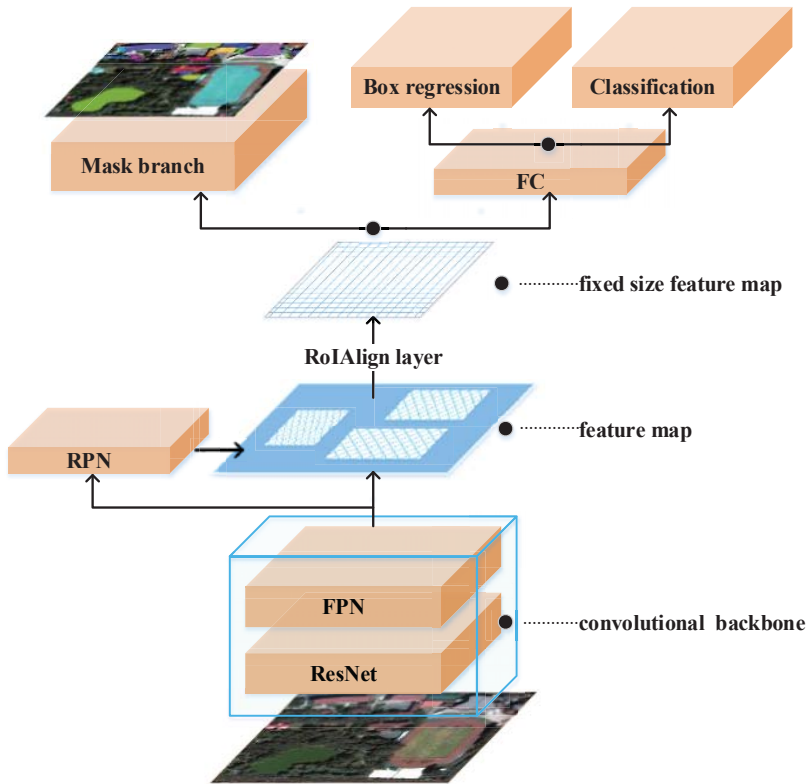 Box regression
Classification
Mask branch
FC
fixed size feature map
RoIAlign layer
feature map
RPN
FPN
convolutional backbone
ResNet